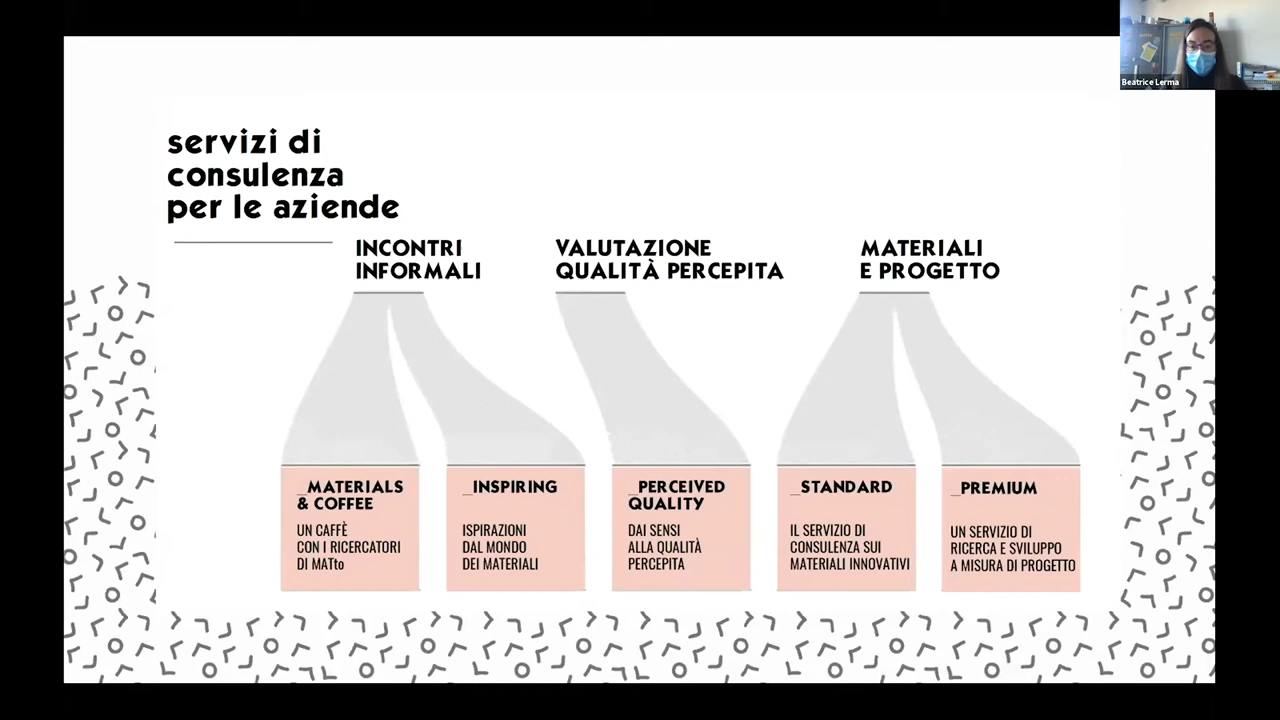 Beatrice Lerma
servizi di
consulenza
per le aziende
INCONTRI
INFORMALI
VALUTAZIONE
QUALITÀ PERCEPITA
MATERIALI
E PROGETTO
_MATERIALS
& COFFEE
UN CAFFÈ
CON I RICERCATORI
DI MATto
_INSPIRING
ISPIRAZIONI
DAL MONDO
DEI MATERIALI
_PERCEIVED
QUALITY
DAI SENSI
ALLA QUALITÀ
PERCEPITA
_STANDARD
IL SERVIZIO DI
CONSULENZA SUI
MATERIALI INNOVATIVI
_PREMIUM
UN SERVIZIO DI
RICERCA E SVILUPPO
A MISURA DI PROGETTO